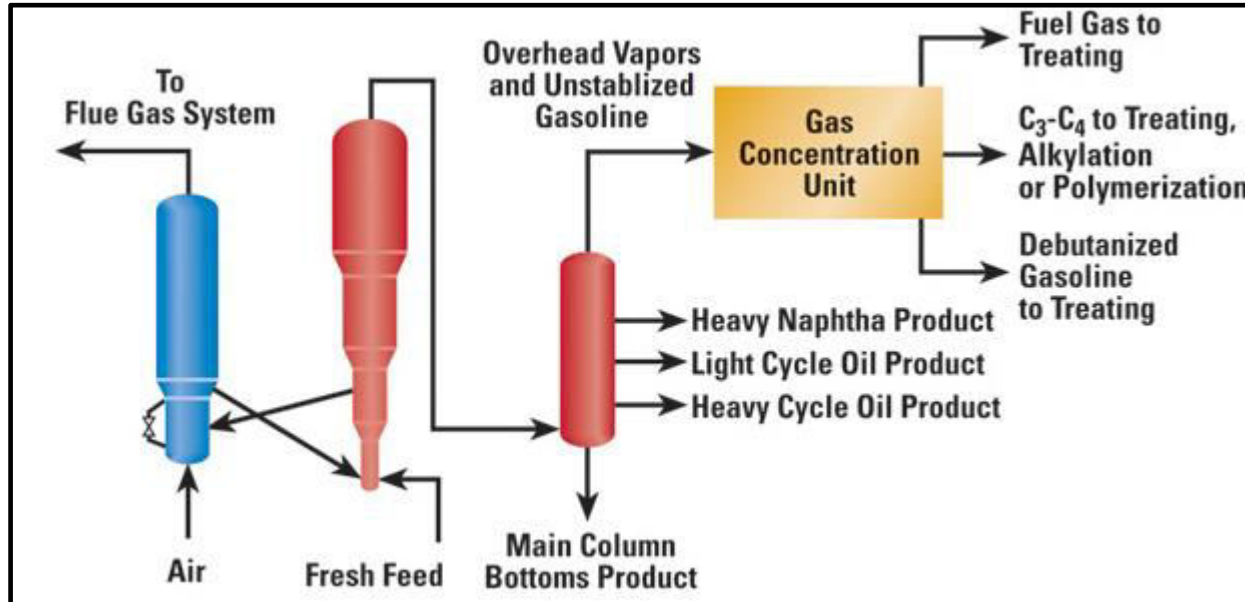 To
Flue Gas System
Overhead Vapors
and Unstablized
Gasoline
Gas
Concentration
Unit
Fuel Gas to
Treating
C₃-C₄ to Treating,
Alkylation
or Polymerization
Debutanized
Gasoline
to Treating
Heavy Naphtha Product
Light Cycle Oil Product
Heavy Cycle Oil Product
Air
Fresh Feed
Main Column
Bottoms Product